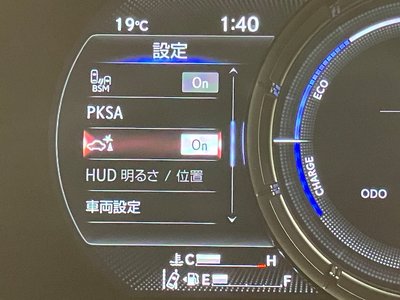 19℃ 1:40
設定
BSM On
PKSA
On
HUD 明るさ / 位置
車両設定
C H
E F
ECO
CHARGE
ODO